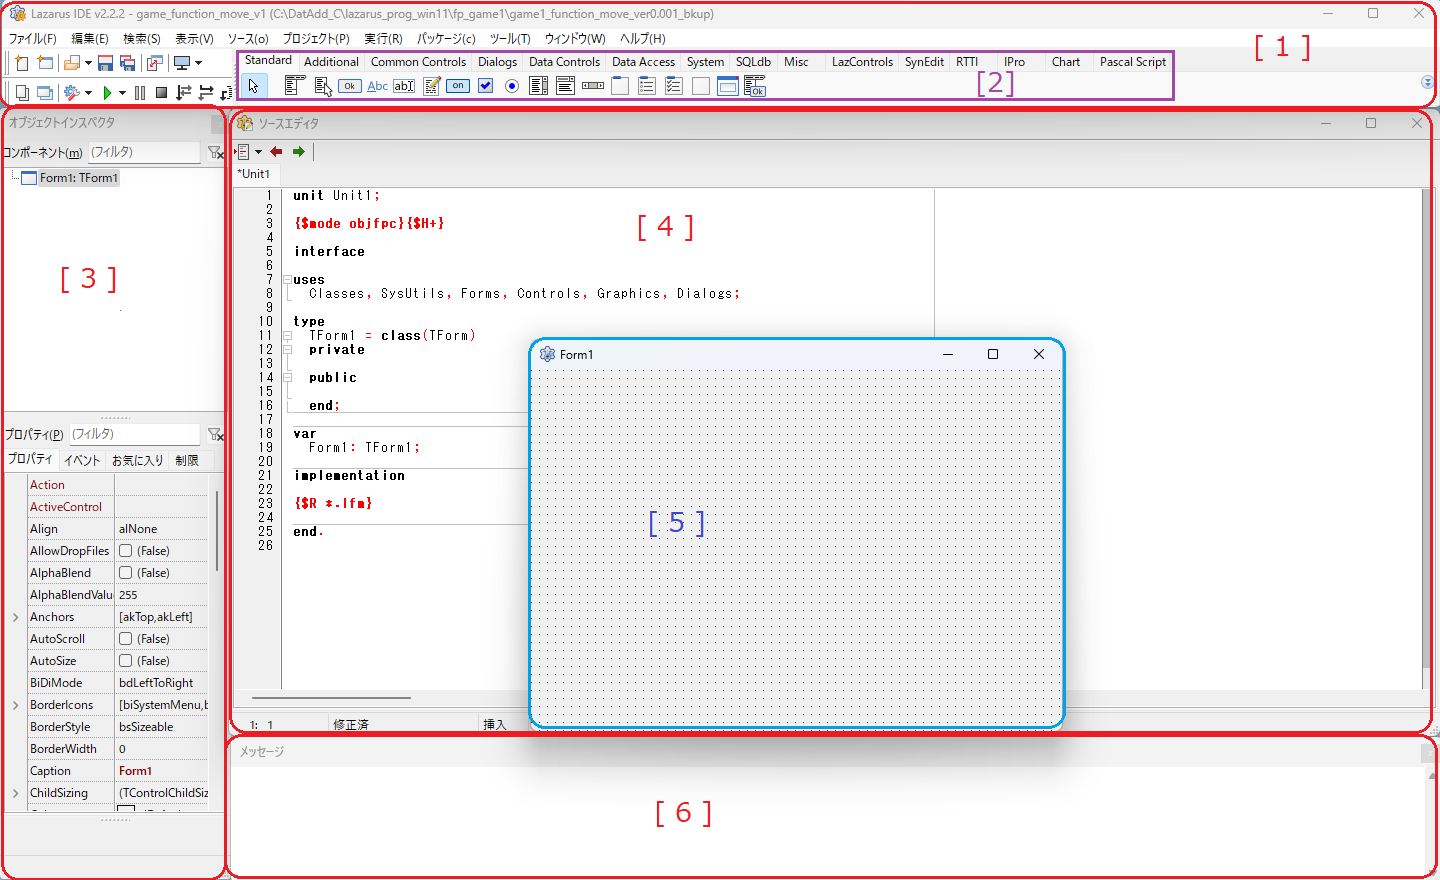 Lazarus IDE v2.2.2 - game_function_move_v1 (C:\DatAdd_C\lazarus_prog_win11\fp_game1\game1_function_move_ver0.001_bkup)
ファイル(F) 編集(E) 検索(S) 表示(V) ソース(o) プロジェクト(P) 実行(R) パッケージ(c) ツール(T) ウィンドウ(W) ヘルプ(H)
[ 1 ]
Standard Additional Common Controls Dialogs Data Controls Data Access System SQLdb Misc LazControls SynEdit RTTI IPro Chart Pascal Script
Ok Abc abI on Ok
[2]
オブジェクトインスペクタ
コンポーネント(m) (フィルタ)
Form1: TForm1
[ 3 ]
プロパティ(P) (フィルタ)
プロパティ イベント お気に入り 制限
Action
ActiveControl
Align alNone
AllowDropFiles (False)
AlphaBlend (False)
AlphaBlendValu 255
Anchors [akTop,akLeft]
AutoScroll (False)
AutoSize (False)
BiDiMode bdLeftToRight
BorderIcons [biSystemMenu,b
BorderStyle bsSizeable
BorderWidth 0
Caption Form1
ChildSizing (TControlChildSiz
ソースエディタ
*Unit1
1 unit Unit1;
2
3 {$mode objfpc}{$H+}
4
5 interface
6
7 uses
8 Classes, SysUtils, Forms, Controls, Graphics, Dialogs;
9
10 type
11 TForm1 = class(TForm)
12 private
13
14 public
15
16 end;
17
18 var
19 Form1: TForm1;
20
21 implementation
22
23 {$R *.lfm}
24
25 end.
26
[ 4 ]
1: 1 修正済 挿入
Form1
[ 5 ]
メッセージ
[ 6 ]